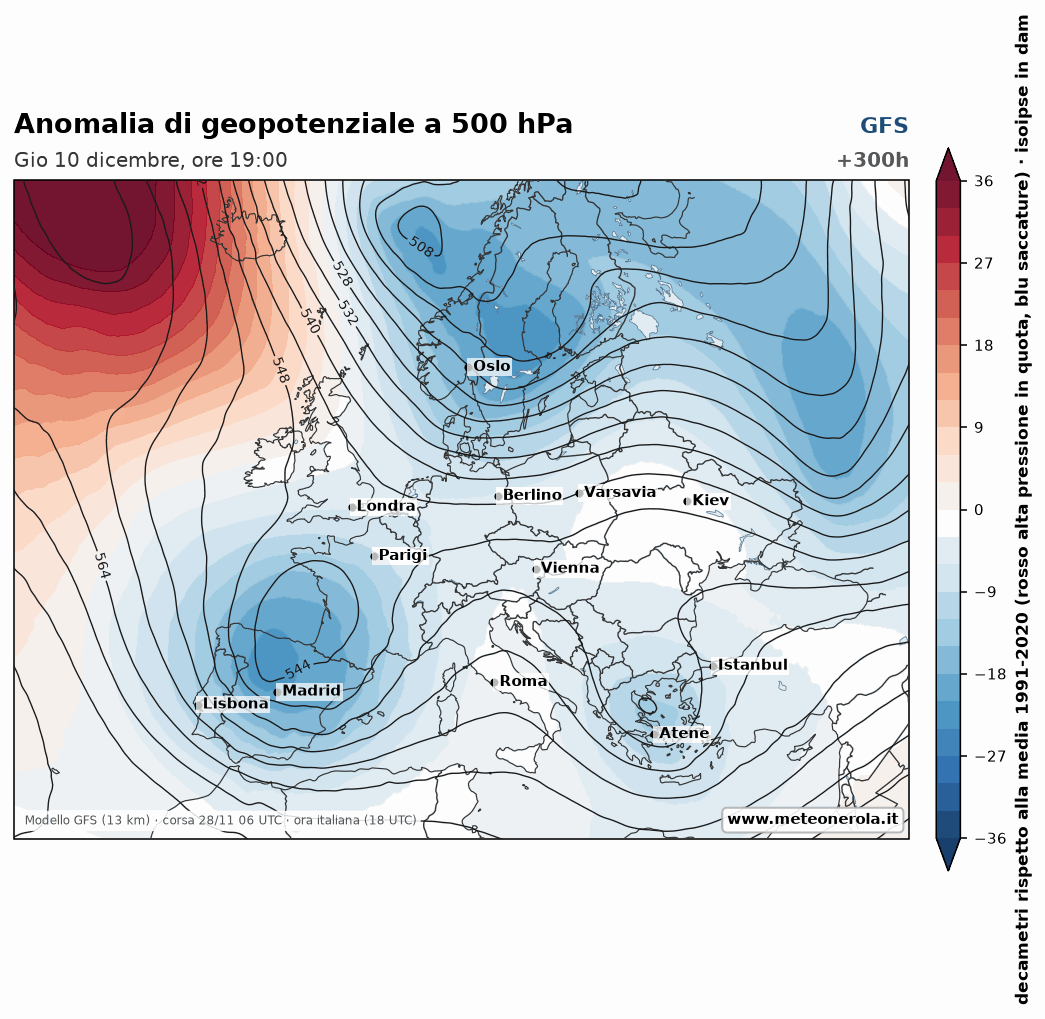 Anomalia di geopotenziale a 500 hPa
GFS
Gio 10 dicembre, ore 19:00
+300h
508
528
532
540
548
564
544
Oslo
Londra
Berlino
Varsavia
Kiev
Parigi
Vienna
Istanbul
Madrid
Lisbona
Roma
Atene
Modello GFS (13 km) · corsa 28/11 06 UTC · ora italiana (18 UTC)
www.meteonerola.it
36
27
18
9
0
−9
−18
−27
−36
decametri rispetto alla media 1991-2020 (rosso alta pressione in quota, blu saccature) · isoipse in dam